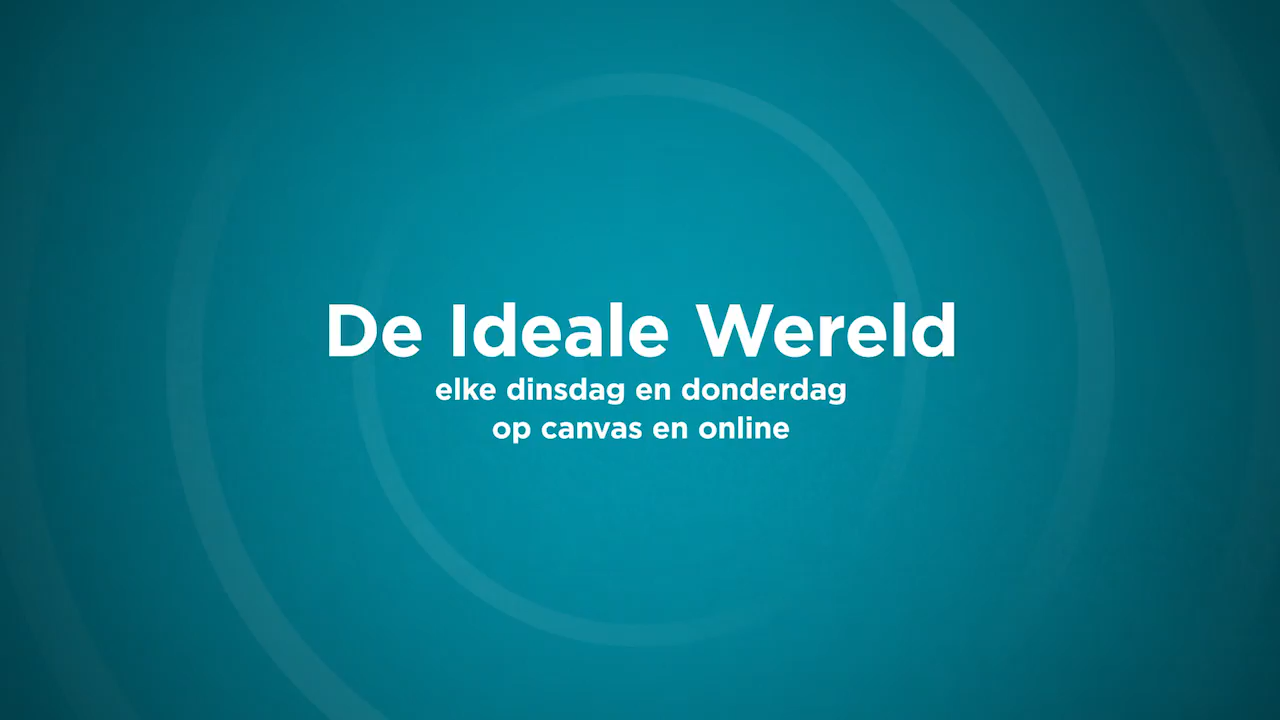 De Ideale Wereld
elke dinsdag en donderdag
op canvas en online